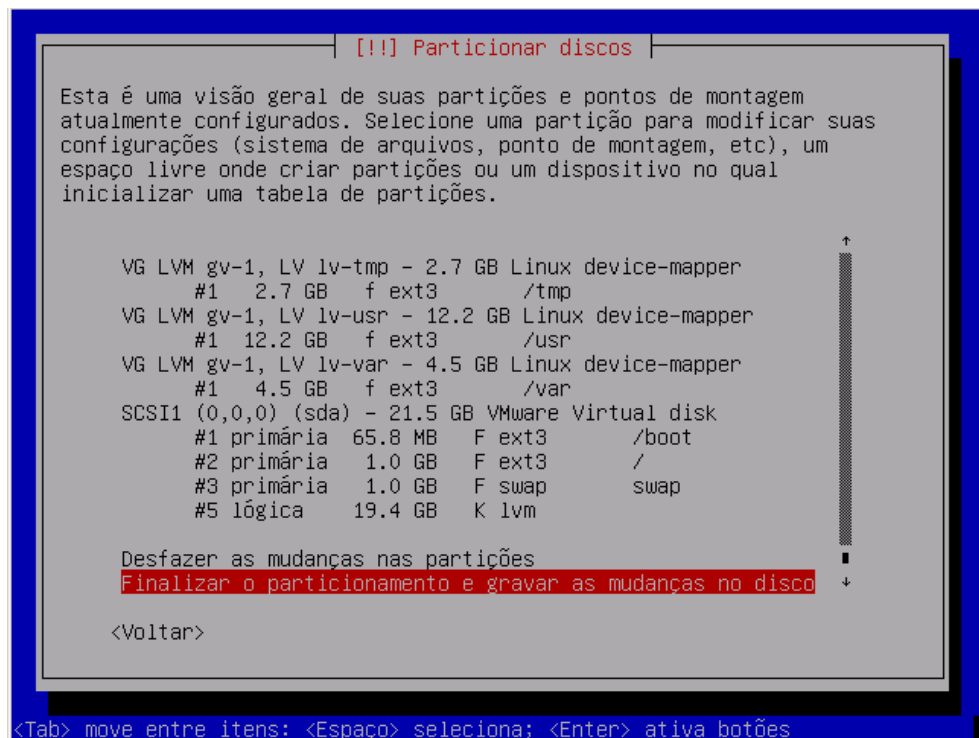 [!!] Particionar discos
Esta é uma visão geral de suas partições e pontos de montagem
atualmente configurados. Selecione uma partição para modificar suas
configurações (sistema de arquivos, ponto de montagem, etc), um
espaço livre onde criar partições ou um dispositivo no qual
inicializar uma tabela de partições.
VG LVM gv-1, LV lv-tmp - 2.7 GB Linux device-mapper
#1 2.7 GB f ext3 /tmp
VG LVM gv-1, LV lv-usr - 12.2 GB Linux device-mapper
#1 12.2 GB f ext3 /usr
VG LVM gv-1, LV lv-var - 4.5 GB Linux device-mapper
#1 4.5 GB f ext3 /var
SCSI1 (0,0,0) (sda) - 21.5 GB VMware Virtual disk
#1 primária 65.8 MB F ext3 /boot
#2 primária 1.0 GB F ext3 /
#3 primária 1.0 GB F swap swap
#5 lógica 19.4 GB K lvm
Desfazer as mudanças nas partições
Finalizar o particionamento e gravar as mudanças no disco
<Voltar>
<Tab> move entre itens: <Espaço> seleciona; <Enter> ativa botões